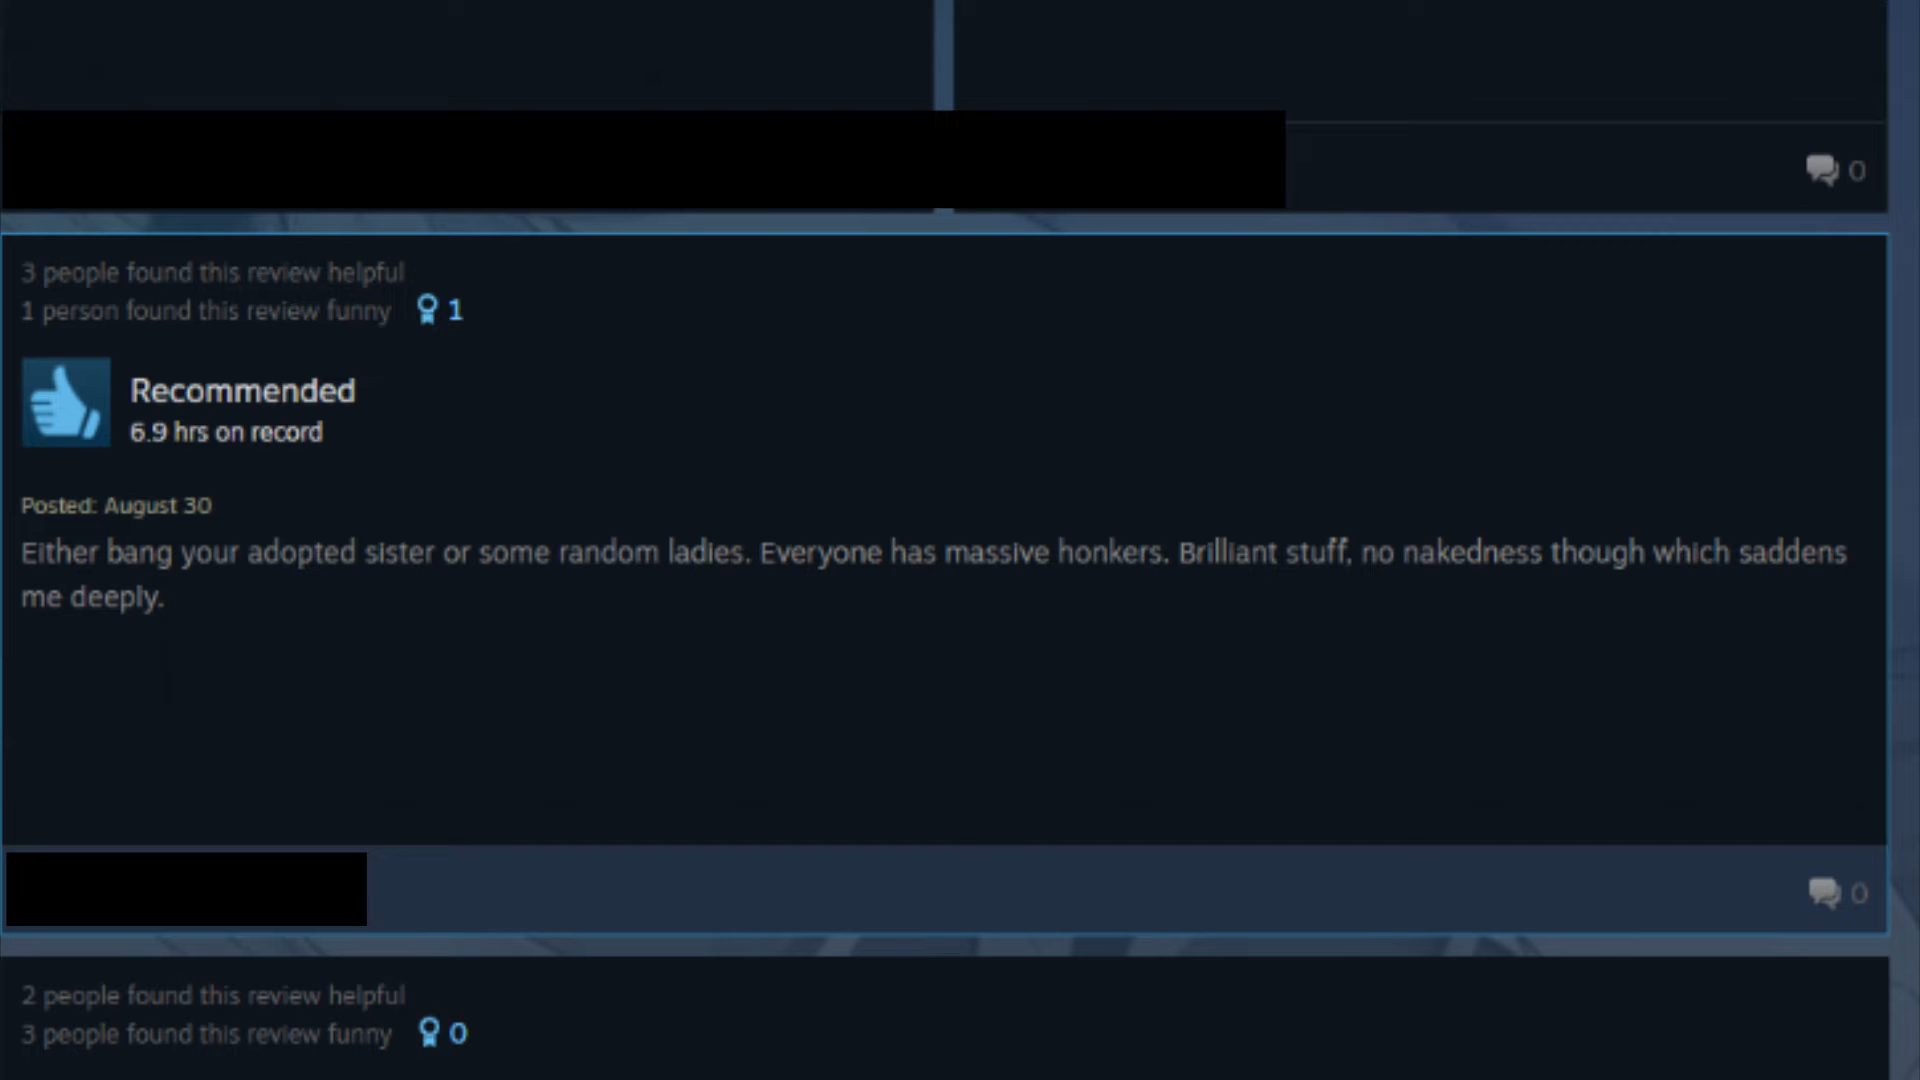 0
3 people found this review helpful
1 person found this review funny 1
Recommended
6.9 hrs on record
Posted: August 30
Either bang your adopted sister or some random ladies. Everyone has massive honkers. Brilliant stuff, no nakedness though which saddens
me deeply.
0
2 people found this review helpful
3 people found this review funny 0